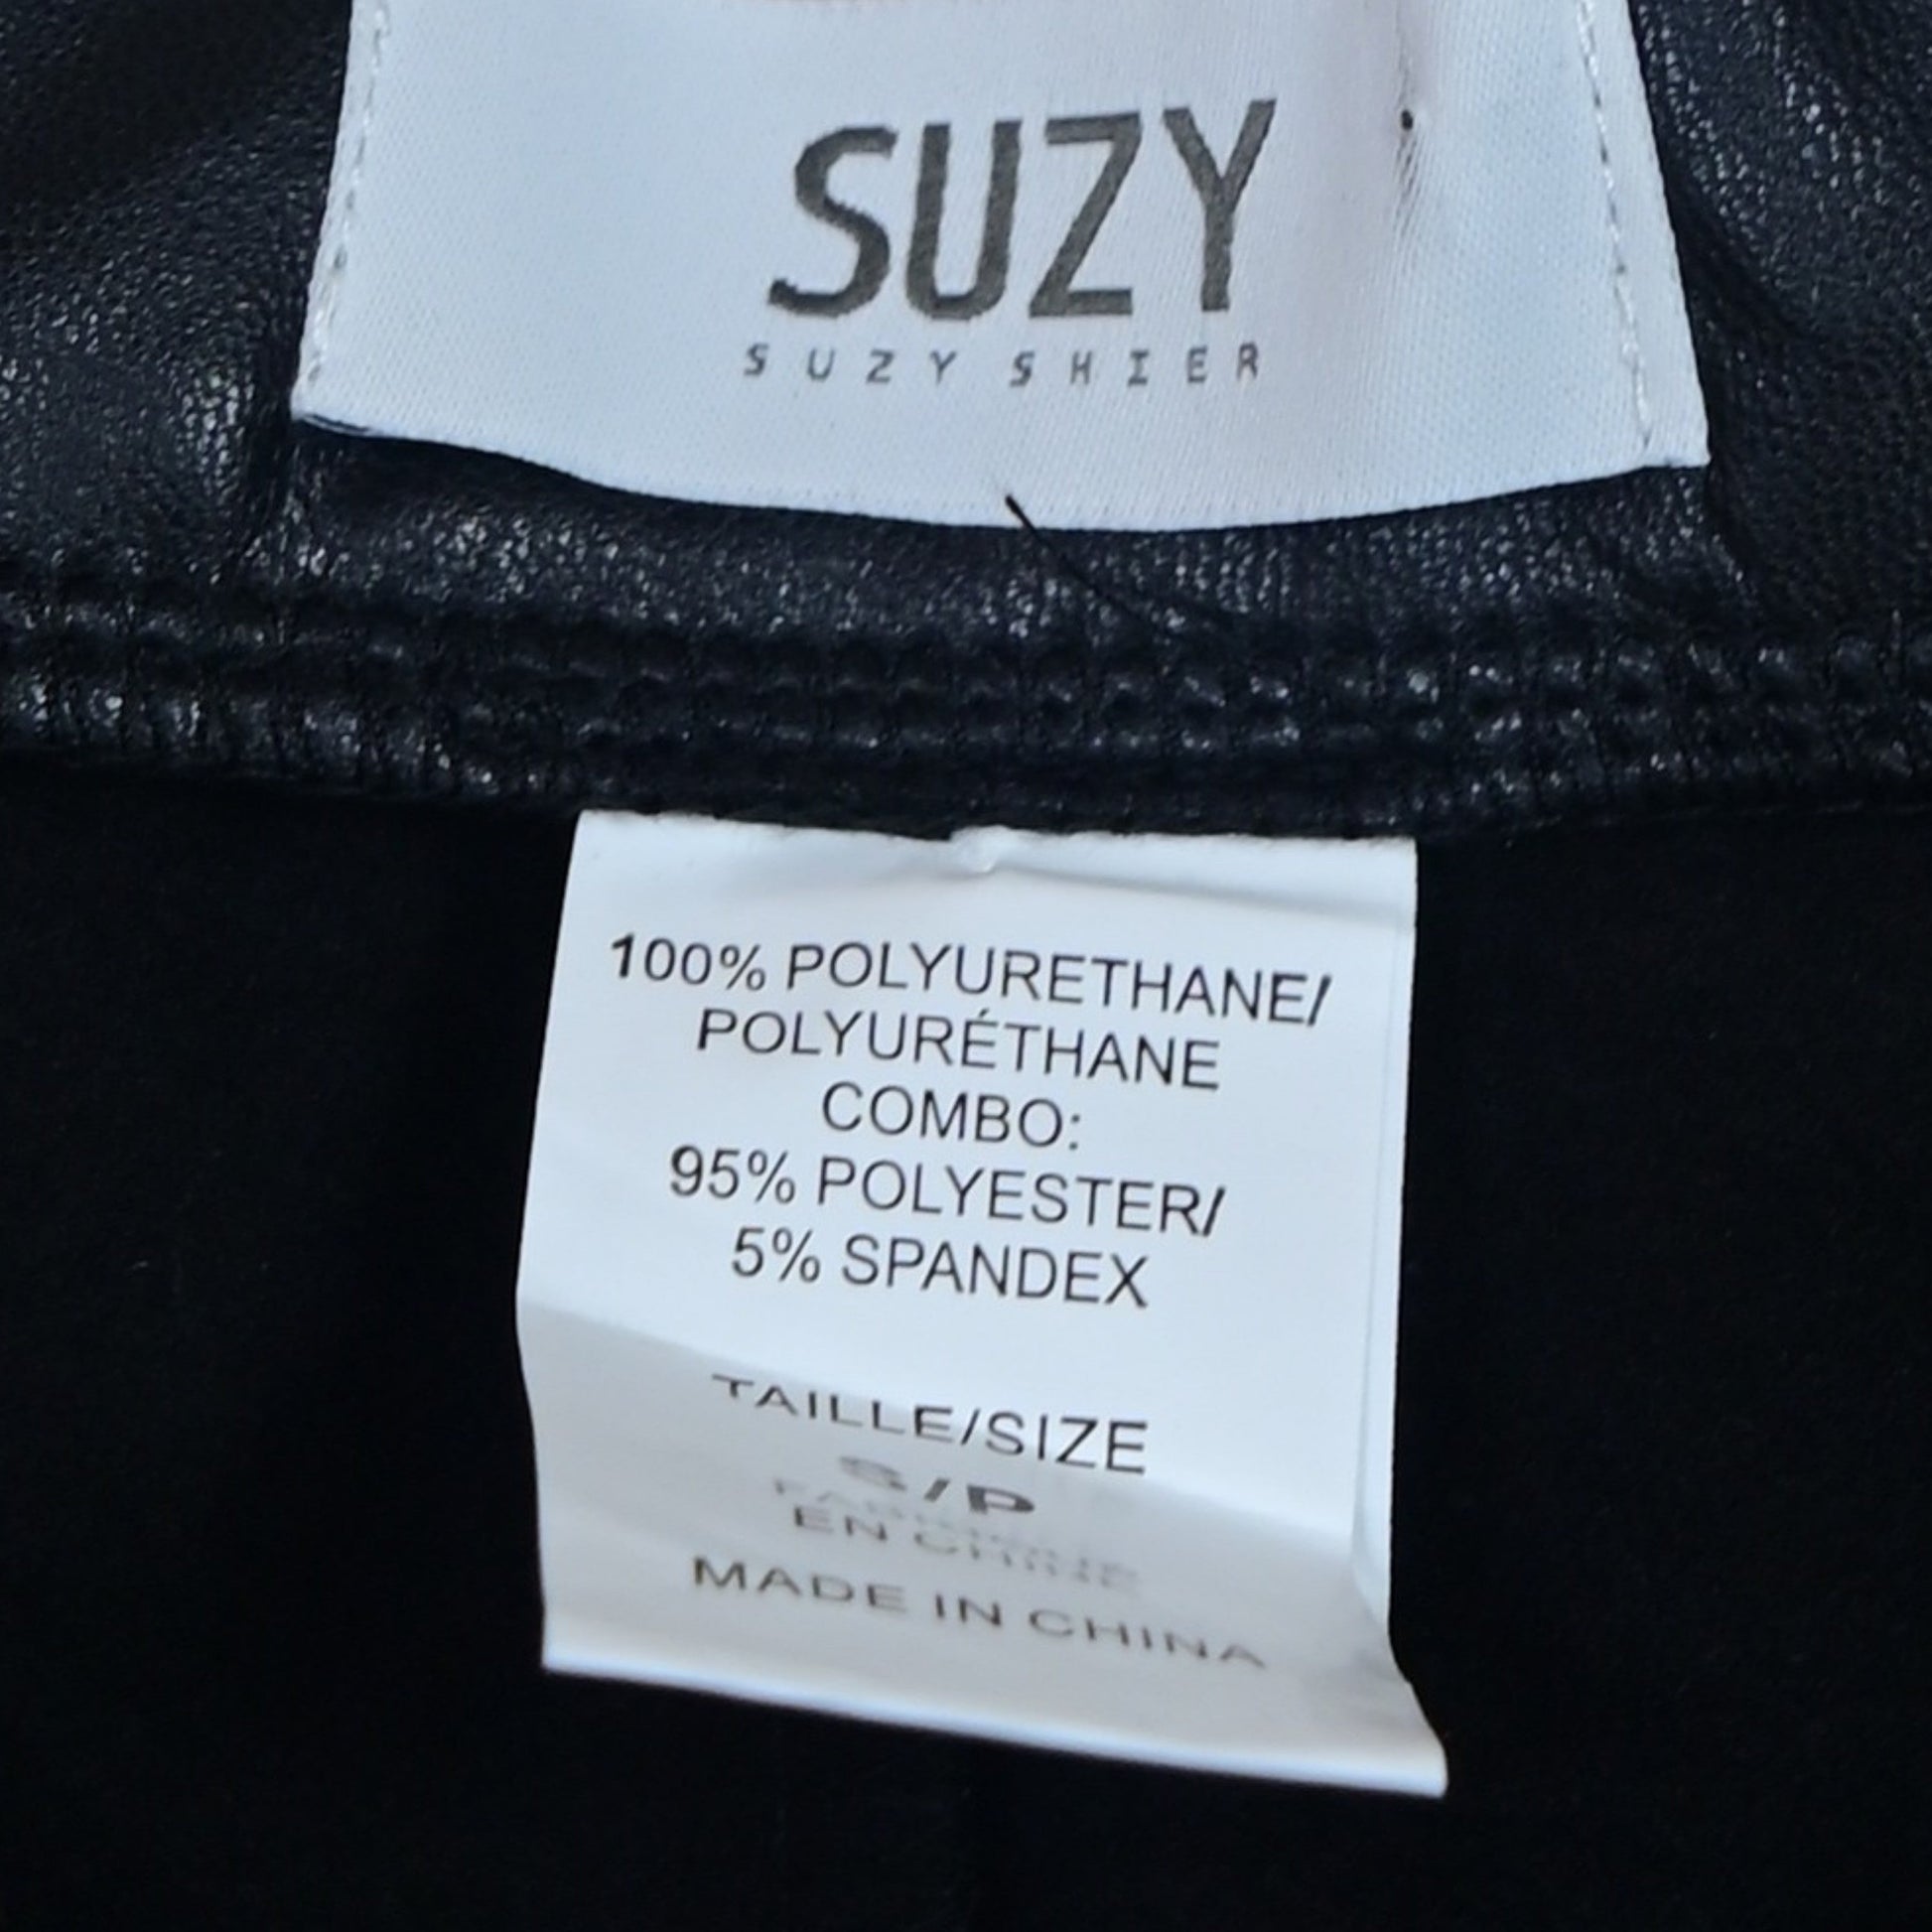 SUZY
SUZY SHIER
100% POLYURETHANE/
POLYURÉTHANE
COMBO:
95% POLYESTER/
5% SPANDEX
TAILLE/SIZE
S/P
EN CHINE
MADE IN CHINA